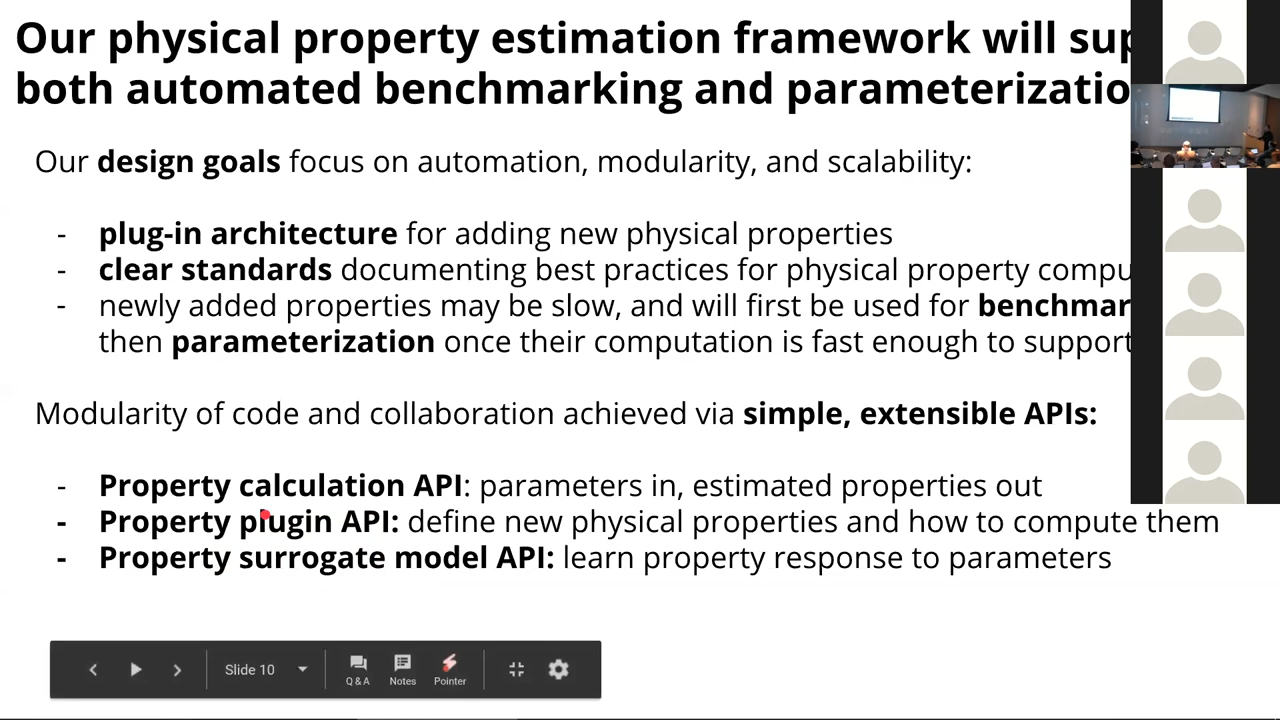 Our physical property estimation framework will
both automated benchmarking and
Our design goals focus on automation, modularity, and scalability:
- plug-in architecture for adding new physical properties
- clear standards documenting best practices for physical property
- newly added properties may be slow, and will first be used for
then parameterization once their computation is fast enough to support
Modularity of code and collaboration achieved via simple, extensible APIs:
- Property calculation API: parameters in, estimated properties out
- Property plugin API: define new physical properties and how to compute them
- Property surrogate model API: learn property response to parameters
Slide 10
Q & A
Notes
Pointer